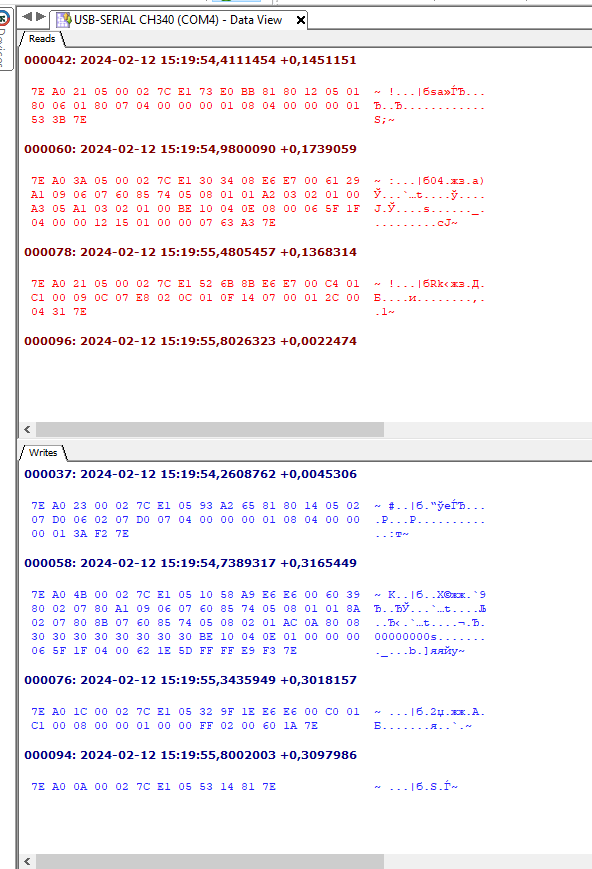 USB-SERIAL CH340 (COM4) - Data View
Reads
000042: 2024-02-12 15:19:54,4111454 +0,1451151
7E A0 21 05 00 02 7C E1 73 E0 BB 81 80 12 05 01 ~ !...|бsа»ЃЂ...
80 06 01 80 07 04 00 00 00 01 08 04 00 00 00 01 Ђ..Ђ............
53 3B 7E S;~
000060: 2024-02-12 15:19:54,9800090 +0,1739059
7E A0 3A 05 00 02 7C E1 30 34 08 E6 E7 00 61 29 ~ :...|б04.жз.a)
A1 09 06 07 60 85 74 05 08 01 01 A2 03 02 01 00 Ў...`…t....ў....
A3 05 A1 03 02 01 00 BE 10 04 0E 08 00 06 5F 1F Ј.Ў....ѕ......_.
04 00 00 12 15 01 00 00 07 63 A3 7E .........cЈ~
000078: 2024-02-12 15:19:55,4805457 +0,1368314
7E A0 21 05 00 02 7C E1 52 6B 8B E6 E7 00 C4 01 ~ !...|бRk‹жз.Д.
C1 00 09 0C 07 E8 02 0C 01 0F 14 07 00 01 2C 00 Б....и........,.
04 31 7E .1~
000096: 2024-02-12 15:19:55,8026323 +0,0022474
Writes
000037: 2024-02-12 15:19:54,2608762 +0,0045306
7E A0 23 00 02 7C E1 05 93 A2 65 81 80 14 05 02 ~ #..|б.“ўeЃЂ...
07 D0 06 02 07 D0 07 04 00 00 00 01 08 04 00 00 .Р...Р..........
00 01 3A F2 7E ..:т~
000058: 2024-02-12 15:19:54,7389317 +0,3165449
7E A0 4B 00 02 7C E1 05 10 58 A9 E6 E6 00 60 39 ~ K..|б..X©жж.`9
80 02 07 80 A1 09 06 07 60 85 74 05 08 01 01 8A Ђ..ЂЎ...`…t....Љ
02 07 80 8B 07 60 85 74 05 08 02 01 AC 0A 80 08 ..Ђ‹.`…t....¬.Ђ.
30 30 30 30 30 30 30 30 BE 10 04 0E 01 00 00 00 00000000ѕ.......
06 5F 1F 04 00 62 1E 5D FF FF E9 F3 7E ._...b.]яяйу~
000076: 2024-02-12 15:19:55,3435949 +0,3018157
7E A0 1C 00 02 7C E1 05 32 9F 1E E6 E6 00 C0 01 ~ ...|б.2џ.жж.А.
C1 00 08 00 00 01 00 00 FF 02 00 60 1A 7E Б.......я..`.~
000094: 2024-02-12 15:19:55,8002003 +0,3097986
7E A0 0A 00 02 7C E1 05 53 14 81 7E ~ ...|б.S.Ѓ~